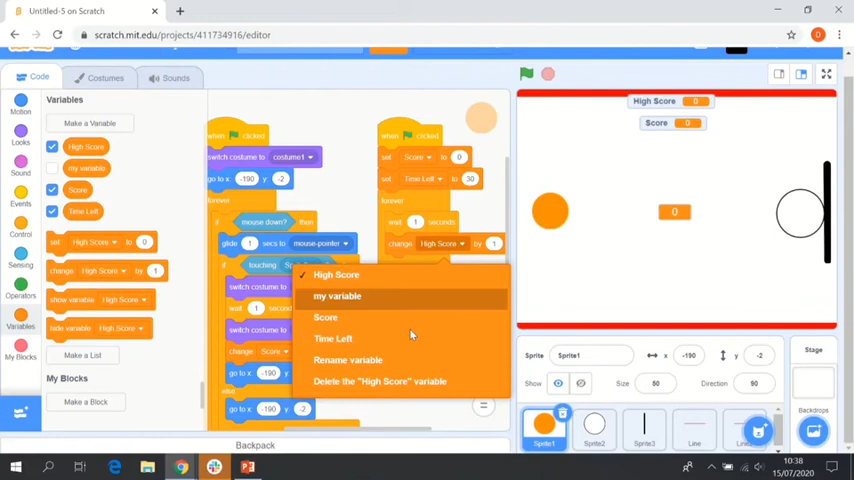 Untitled-5 on Scratch
scratch.mit.edu/projects/411734916/editor
Code
Costumes
Sounds
Motion
Looks
Sound
Events
Control
Sensing
Operators
Variables
My Blocks
Variables
Make a Variable
High Score
my variable
Score
Time Left
set High Score to 0
change High Score by 1
show variable High Score
hide variable High Score
Make a List
My Blocks
Make a Block
when clicked
switch costume to costume1
go to x: -190 y: -2
forever
if mouse down? then
glide 1 secs to mouse-pointer
if touching
switch costume to
wait 1
switch costume to
change Score
go to x: -190
else
go to x: -190 y: -2
when clicked
set Score to 0
set Time Left to 30
forever
wait 1 seconds
change High Score by 1
✓ High Score
my variable
Score
Time Left
Rename variable
Delete the "High Score" variable
Backpack
High Score 0
Score 0
0
Sprite Sprite1
x -190
y -2
Show
Size 50
Direction 90
Sprite1
Sprite2
Sprite3
Line
Stage
Backdrops
10:38
15/07/2020